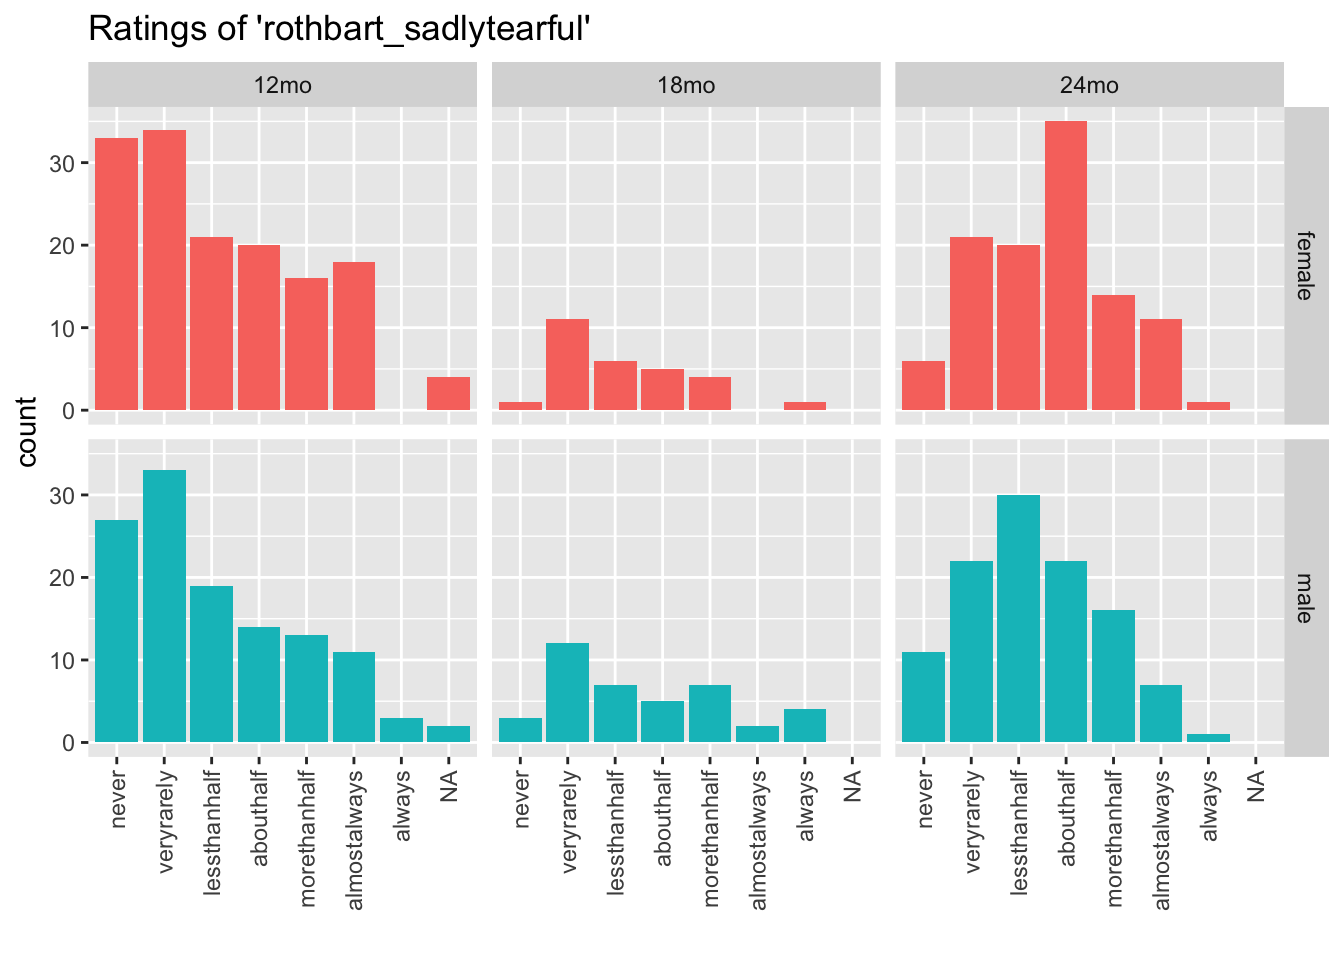 Ratings of 'rothbart_sadlytearful'
12mo 18mo 24mo
30
20
10
0
female
count
30
20
10
0
male
never veryrarely lessthanhalf abouthalf morethanhalf almostalways always NA never veryrarely lessthanhalf abouthalf morethanhalf almostalways always NA never veryrarely lessthanhalf abouthalf morethanhalf almostalways always NA